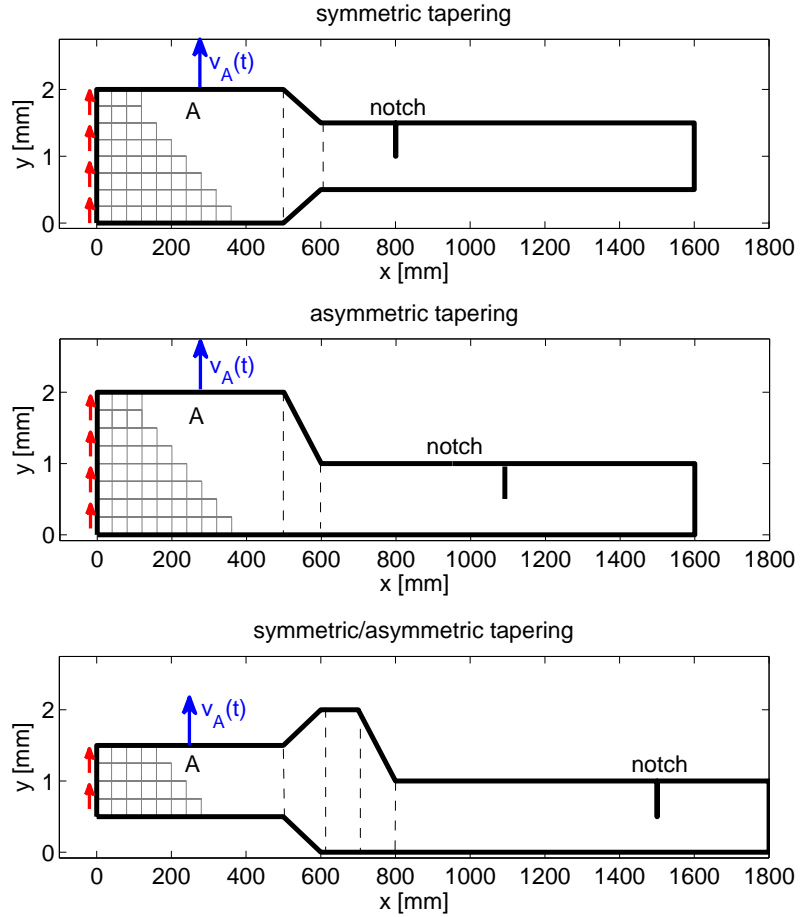 symmetric tapering
v_A(t)
2
A
notch
y [mm]
1
0
0 200 400 600 800 1000 1200 1400 1600 1800
x [mm]
asymmetric tapering
v_A(t)
2
A
notch
y [mm]
1
0
0 200 400 600 800 1000 1200 1400 1600 1800
x [mm]
symmetric/asymmetric tapering
v_A(t)
2
A
notch
y [mm]
1
0
0 200 400 600 800 1000 1200 1400 1600 1800
x [mm]